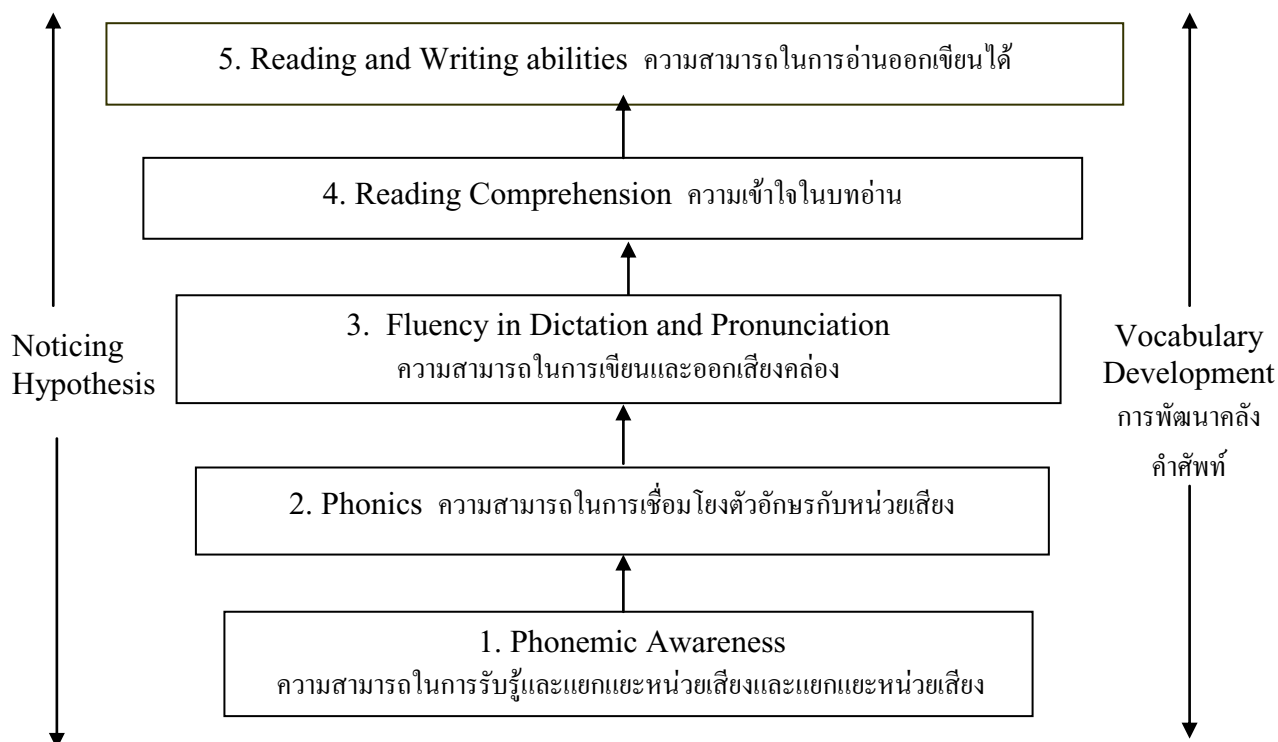 5. Reading and Writing abilities ความสามารถในการอ่านออกเขียนได้
4. Reading Comprehension ความเข้าใจในบทอ่าน
3. Fluency in Dictation and Pronunciation
ความสามารถในการเขียนและออกเสียงคล่อง
Noticing
Hypothesis
Vocabulary
Development
การพัฒนาคลัง
คำศัพท์
2. Phonics ความสามารถในการเชื่อมโยงตัวอักษรกับหน่วยเสียง
1. Phonemic Awareness
ความสามารถในการรับรู้และแยกแยะหน่วยเสียงและแยกแยะหน่วยเสียง